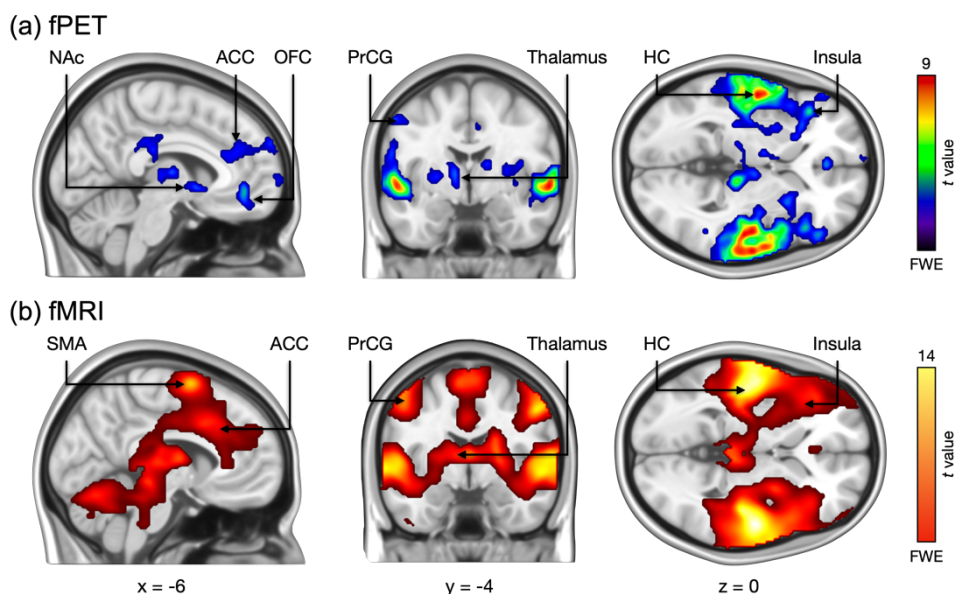 (a) fPET
NAc ACC OFC PrCG Thalamus HC Insula
9
t value
FWE
(b) fMRI
SMA ACC PrCG Thalamus HC Insula
14
t value
FWE
x = -6 y = -4 z = 0